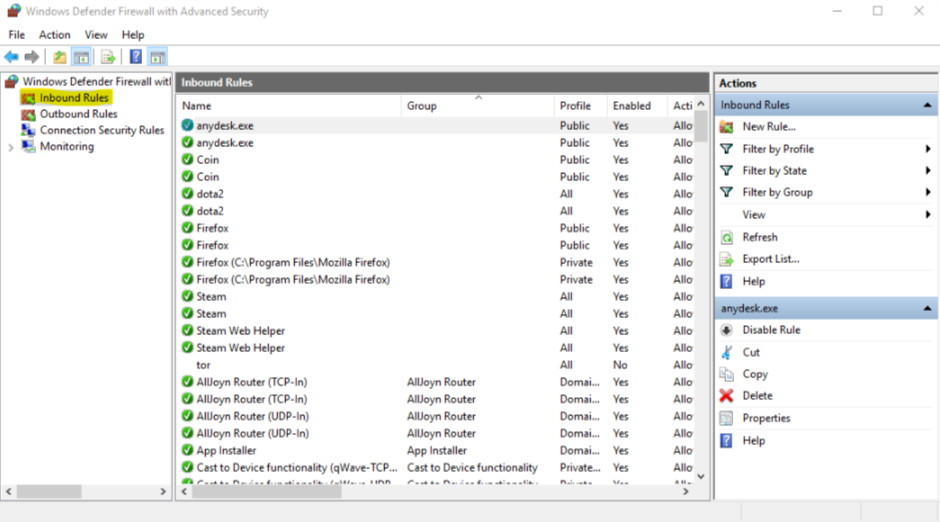 Windows Defender Firewall with Advanced Security
File Action View Help
Windows Defender Firewall witl
Inbound Rules
Outbound Rules
Connection Security Rules
Monitoring
Inbound Rules
Name Group Profile Enabled Acti
anydesk.exe Public Yes Allo
anydesk.exe Public Yes Allo
Coin Public Yes Allo
Coin Public Yes Allo
dota2 All Yes Allo
dota2 All Yes Allo
Firefox Public Yes Allo
Firefox Public Yes Allo
Firefox (C:\Program Files\Mozilla Firefox) Private Yes Allo
Firefox (C:\Program Files\Mozilla Firefox) Private Yes Allo
Steam All Yes Allo
Steam All Yes Allo
Steam Web Helper All Yes Allo
Steam Web Helper All Yes Allo
tor All No Allo
AllJoyn Router (TCP-In) AllJoyn Router Domai... Yes Allo
AllJoyn Router (TCP-In) AllJoyn Router Domai... Yes Allo
AllJoyn Router (UDP-In) AllJoyn Router Domai... Yes Allo
AllJoyn Router (UDP-In) AllJoyn Router Domai... Yes Allo
App Installer App Installer Domai... Yes Allo
Cast to Device functionality (qWave-TCP... Cast to Device functionality Private... Yes Allo
Actions
Inbound Rules
New Rule...
Filter by Profile
Filter by State
Filter by Group
View
Refresh
Export List...
Help
anydesk.exe
Disable Rule
Cut
Copy
Delete
Properties
Help